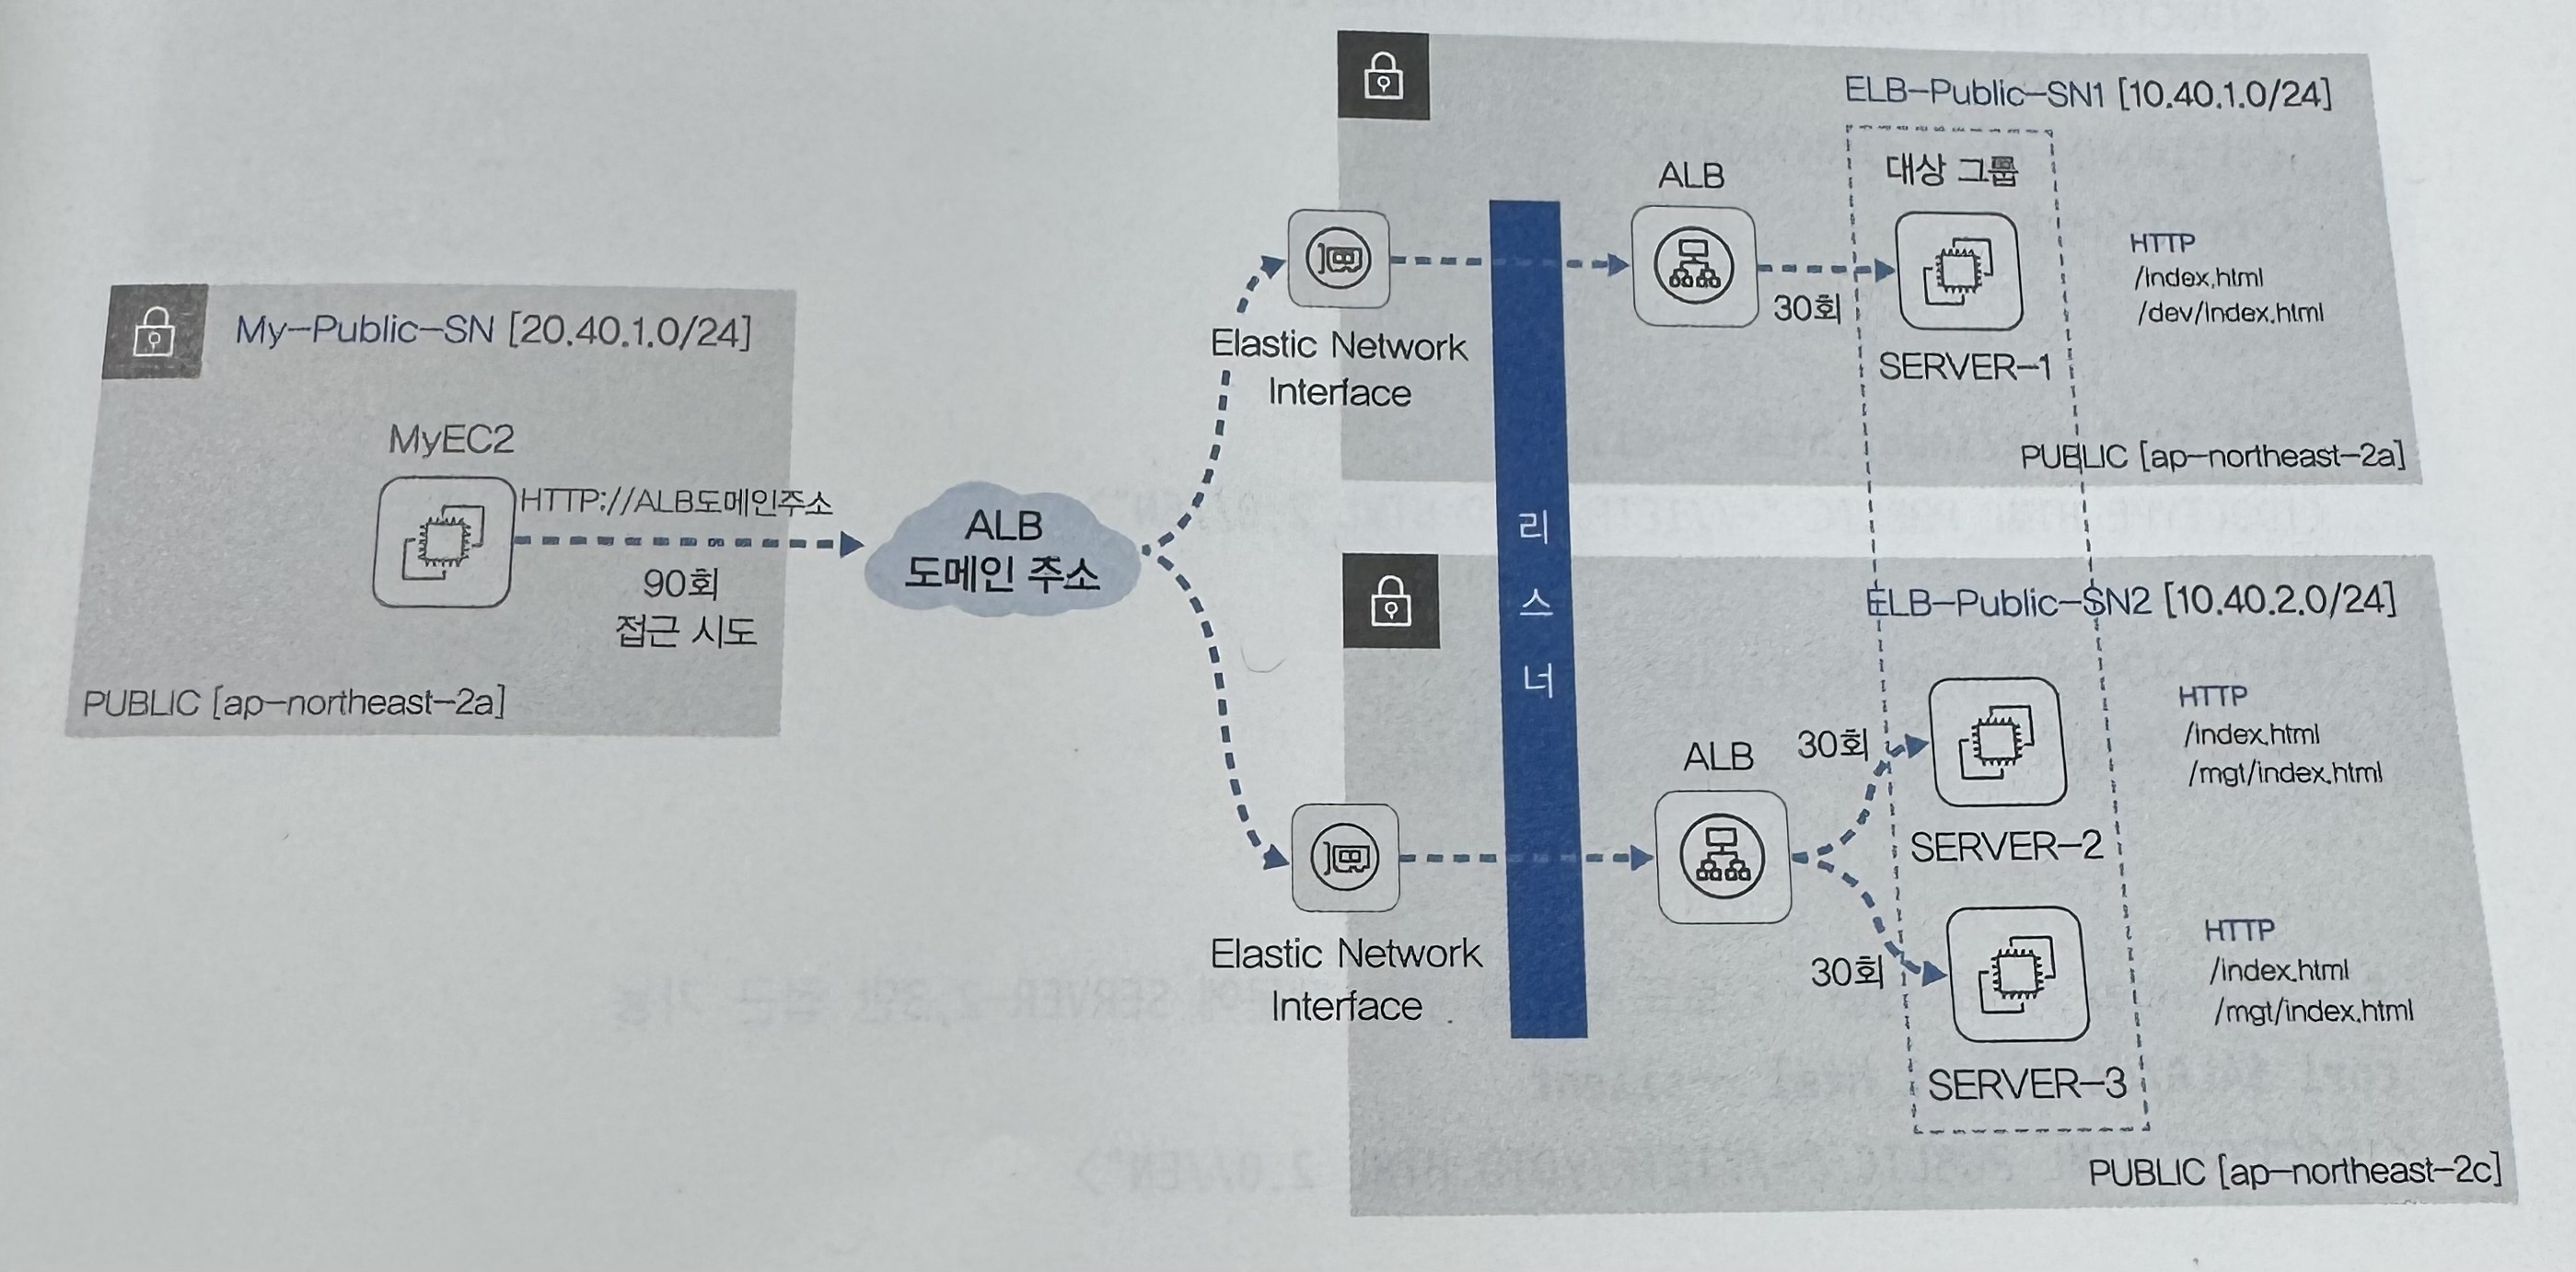 My-Public-SN [20.40.1.0/24]
MyEC2
HTTP://ALB도메인주소
90회
접근 시도
PUBLIC [ap-northeast-2a]
ALB
도메인 주소
Elastic Network
Interface
Elastic Network
Interface
리
스
너
ELB-Public-SN1 [10.40.1.0/24]
대상 그룹
ALB
30회
SERVER-1
HTTP
/index.html
/dev/index.html
PUBLIC [ap-northeast-2a]
ELB-Public-SN2 [10.40.2.0/24]
ALB
30회
SERVER-2
HTTP
/index.html
/mgt/index.html
30회
SERVER-3
HTTP
/index.html
/mgt/index.html
PUBLIC [ap-northeast-2c]